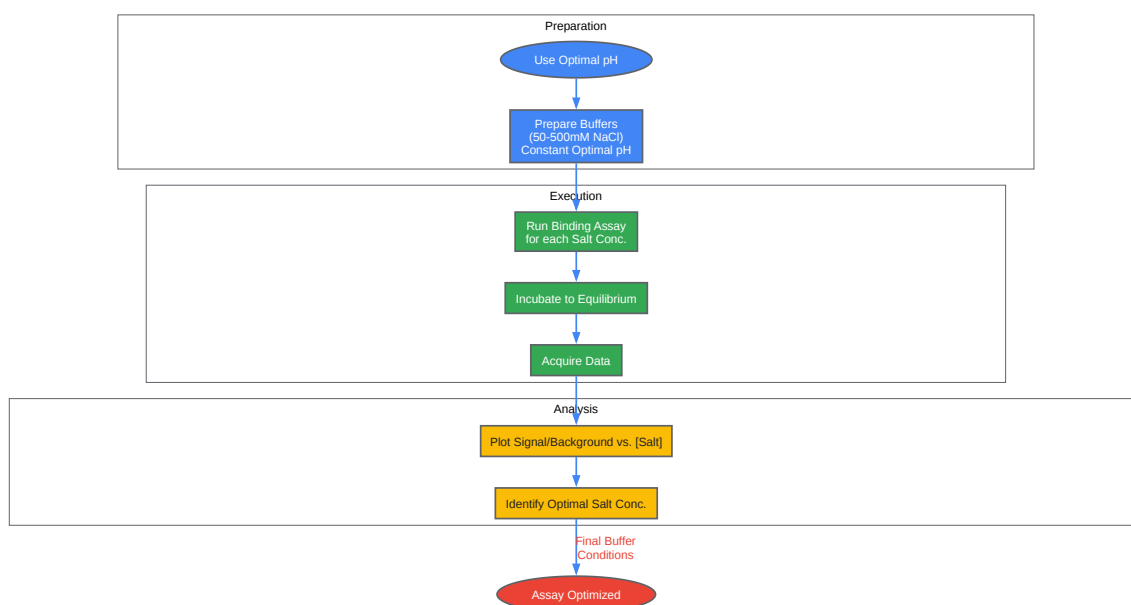 Preparation
Use Optimal pH
Prepare Buffers
(50-500mM NaCl)
Constant Optimal pH
Execution
Run Binding Assay
for each Salt Conc.
Incubate to Equilibrium
Acquire Data
Analysis
Plot Signal/Background vs. [Salt]
Identify Optimal Salt Conc.
Final Buffer
Conditions
Assay Optimized